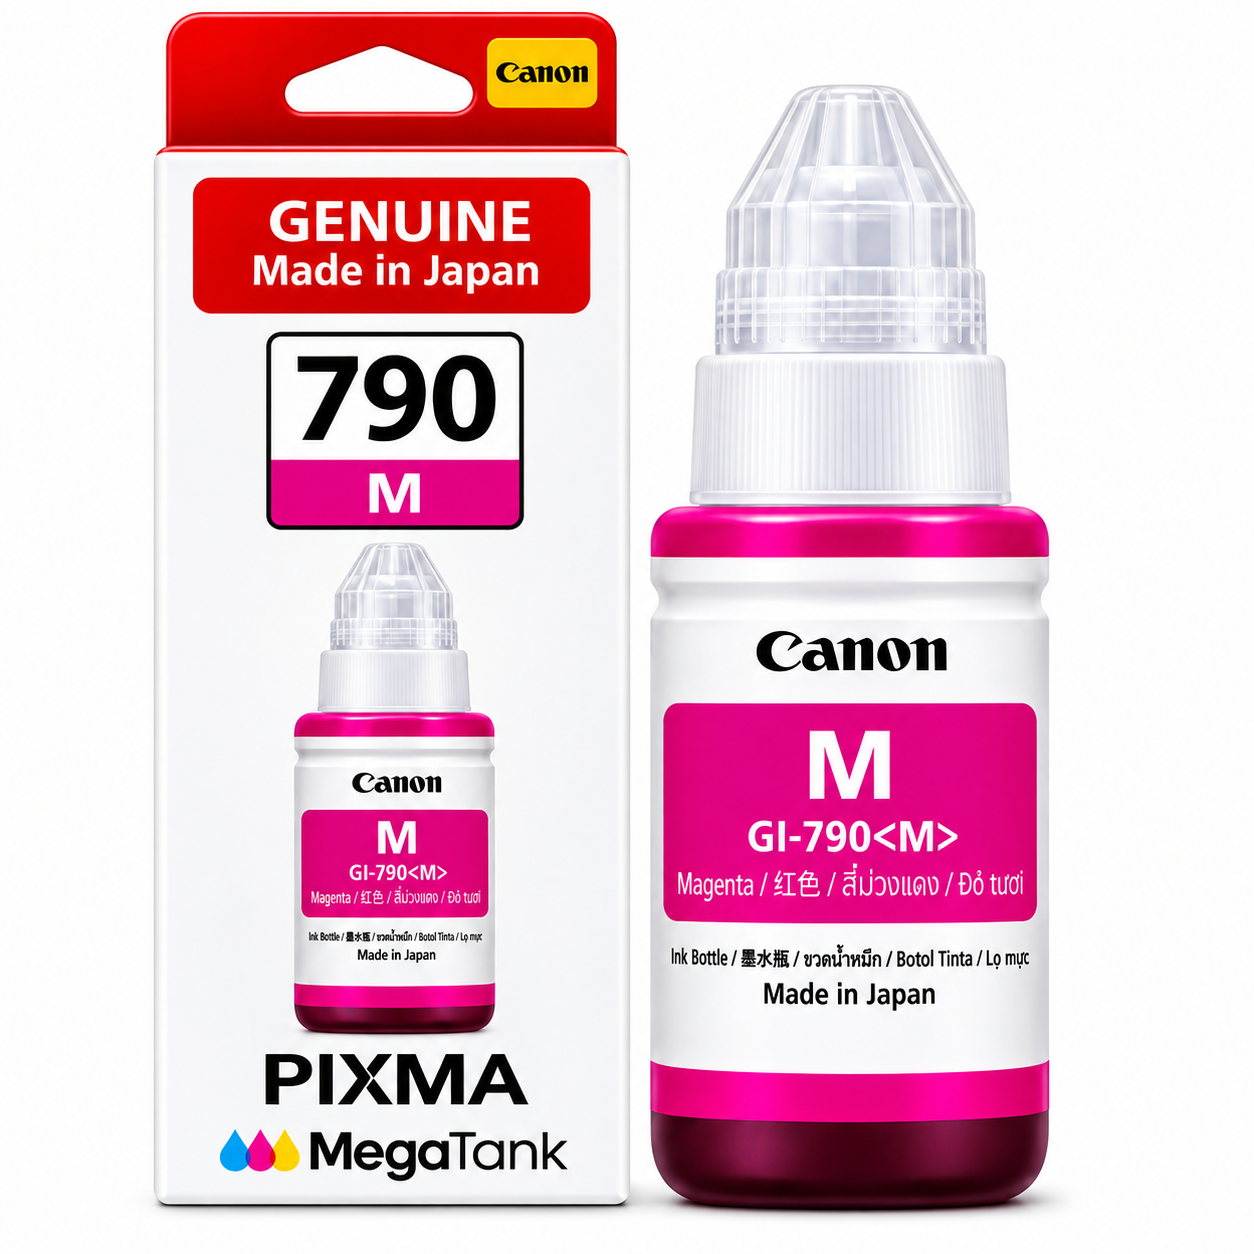 Canon
GENUINE
Made in Japan
790
M
Canon
M
GI-790<M>
Magenta / 红色 / สีม่วงแดง / Đỏ tươi
Ink Bottle / 墨水瓶 / ขวดน้ำหมึก / Botol Tinta / Lọ mực
Made in Japan
PIXMA
MegaTank
Canon
M
GI-790<M>
Magenta / 红色 / สีม่วงแดง / Đỏ tươi
Ink Bottle / 墨水瓶 / ขวดน้ำหมึก / Botol Tinta / Lọ mực
Made in Japan